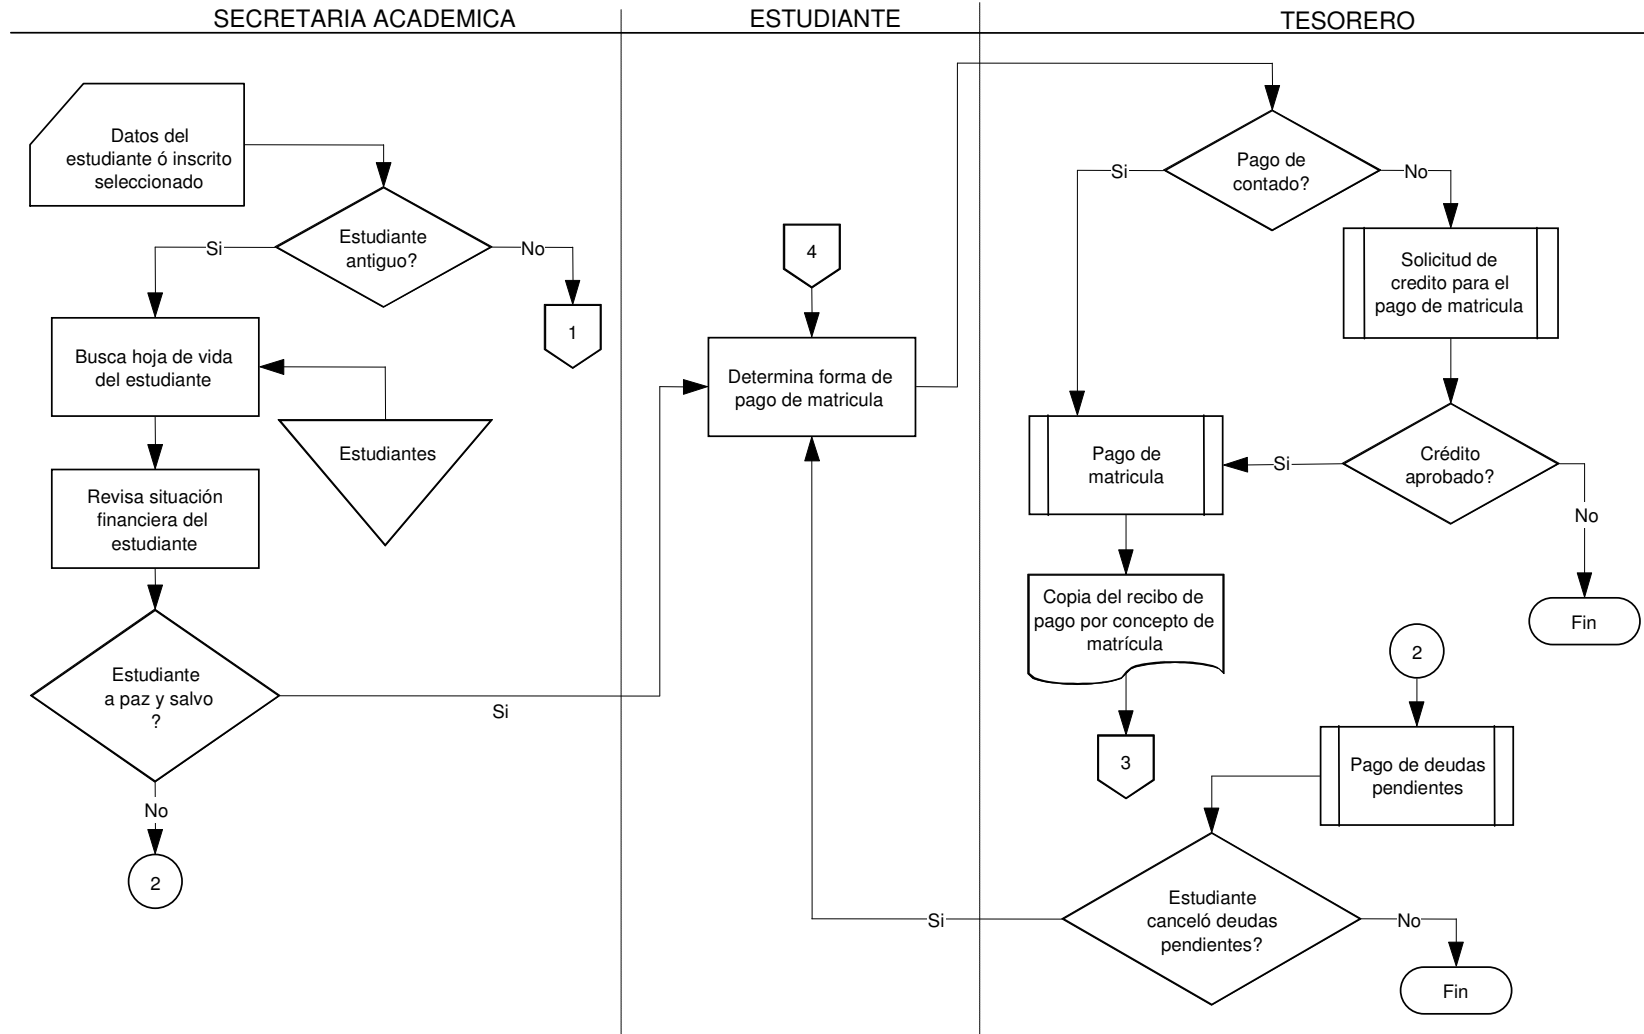 SECRETARIA ACADEMICA
ESTUDIANTE
TESORERO
Datos del
estudiante ó inscrito
seleccionado
Estudiante
antiguo?
Si
No
1
Busca hoja de vida
del estudiante
Estudiantes
Revisa situación
financiera del
estudiante
Estudiante
a paz y salvo
?
Si
No
2
4
Determina forma de
pago de matricula
Pago de
contado?
Si
No
Solicitud de
credito para el
pago de matricula
Crédito
aprobado?
Si
No
Fin
Pago de
matricula
Copia del recibo de
pago por concepto de
matrícula
3
2
Pago de deudas
pendientes
Estudiante
canceló deudas
pendientes?
Si
No
Fin